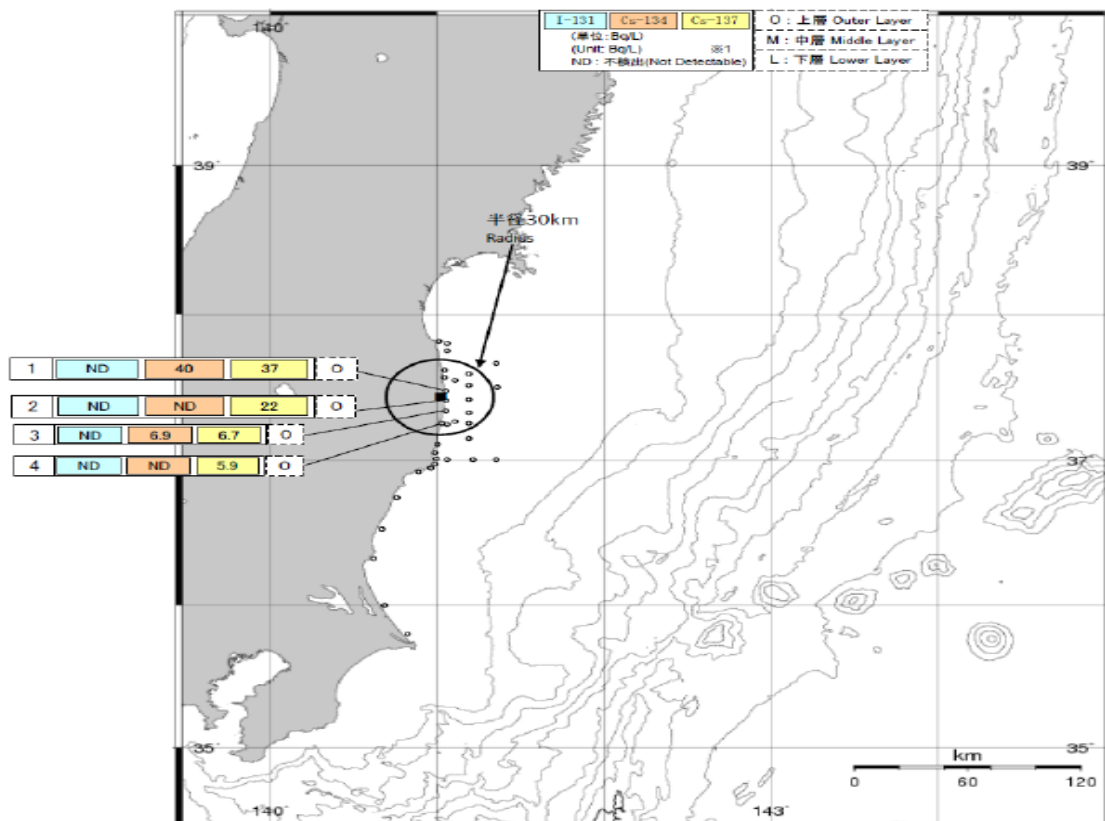 I-131 Cs-134 Cs-137
(単位: Bq/L)
(Unit: Bq/L) ※1
ND : 不検出(Not Detectable)
O : 上層 Outer Layer
M : 中層 Middle Layer
L : 下層 Lower Layer
140°
39° 39°
半径30km
Radius
1 ND 40 37 O
2 ND ND 22 O
3 ND 6.9 6.7 O
4 ND ND 5.9 O
37°
35° 35°
km
0 60 120
140° 143°